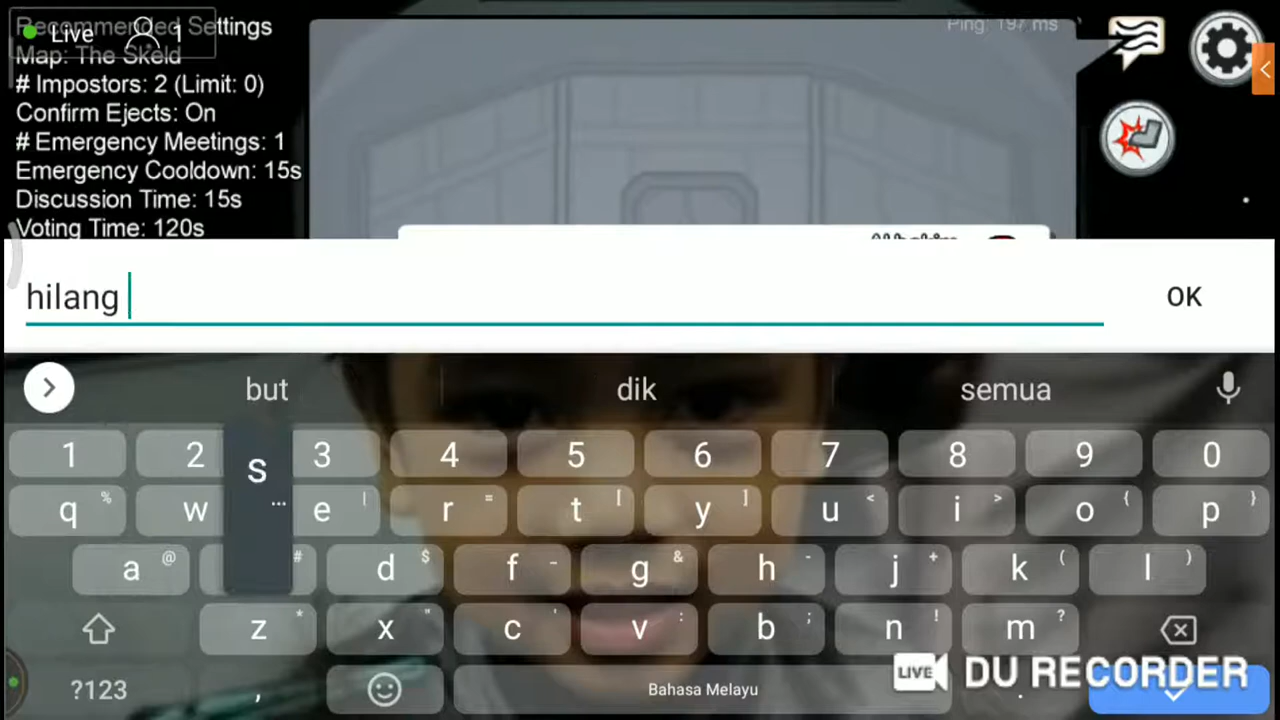 Recommended Settings
Live 1
Map: The Skeld
# Impostors: 2 (Limit: 0)
Confirm Ejects: On
# Emergency Meetings: 1
Emergency Cooldown: 15s
Discussion Time: 15s
Voting Time: 120s
Ping: 197 ms
hilang
OK
but dik semua
1 2 3 4 5 6 7 8 9 0
q % w e | r = t [ y ] u < i > o { p }
s ...
a @ # d $ f - g & h - j + k ( l )
z * x " c ' v : b ; n ! m ?
?123 , Bahasa Melayu .
LIVE DU RECORDER